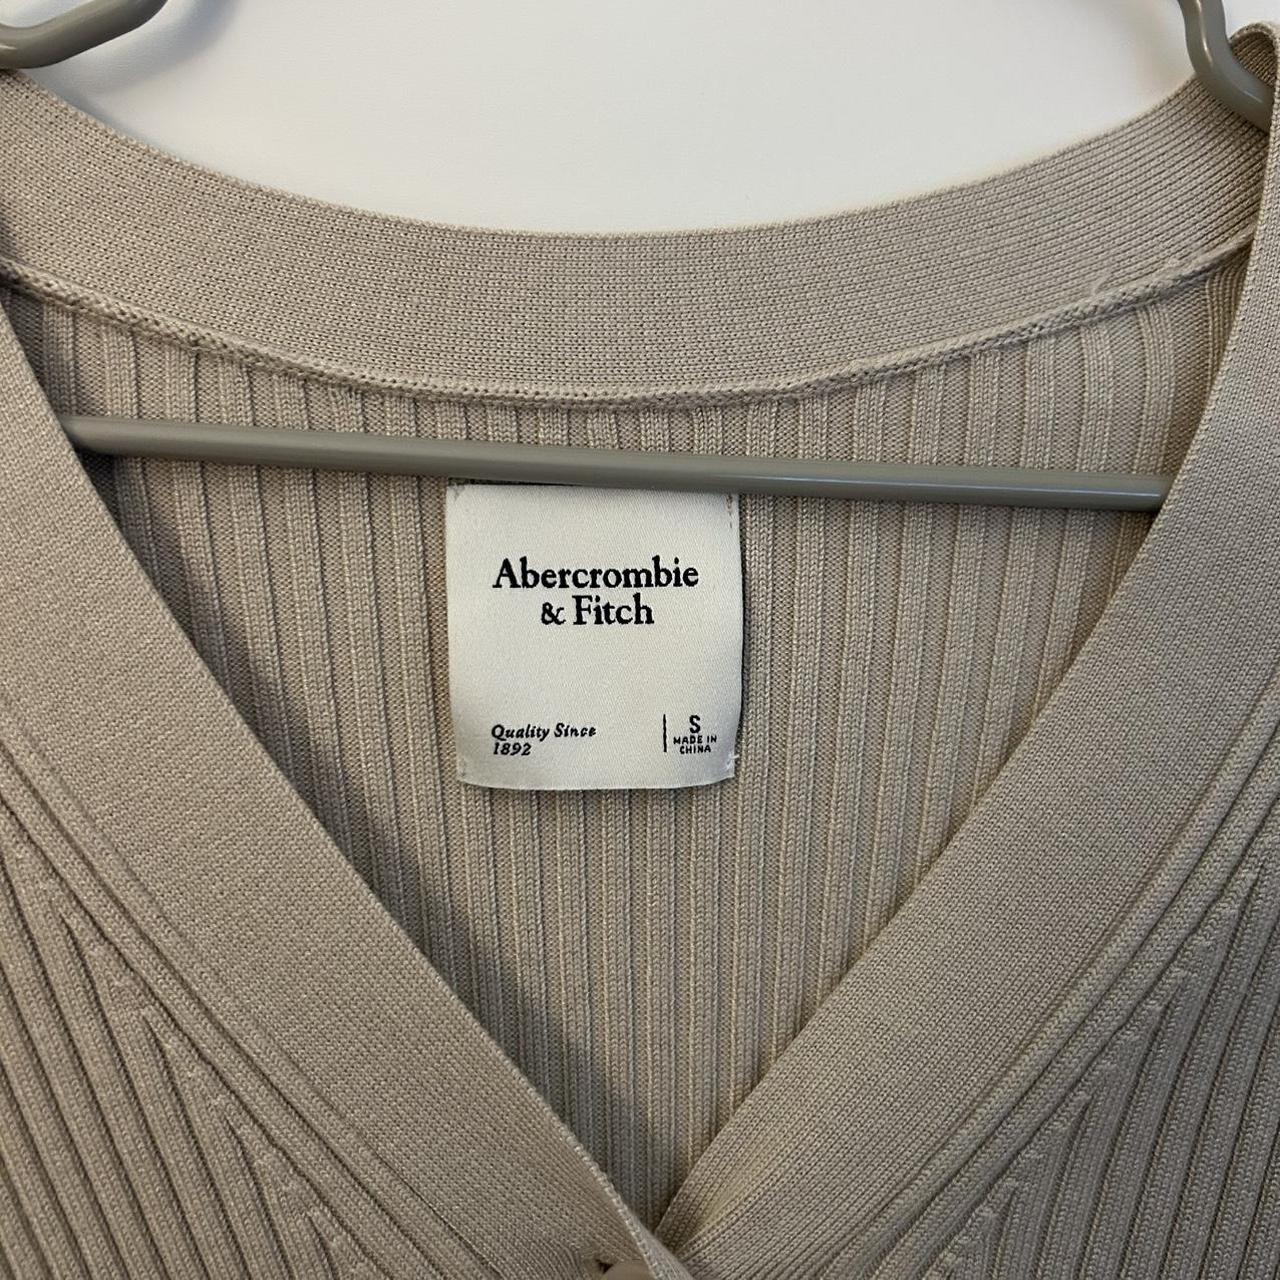 Abercrombie
& Fitch
Quality Since
1892
S
MADE IN
CHINA